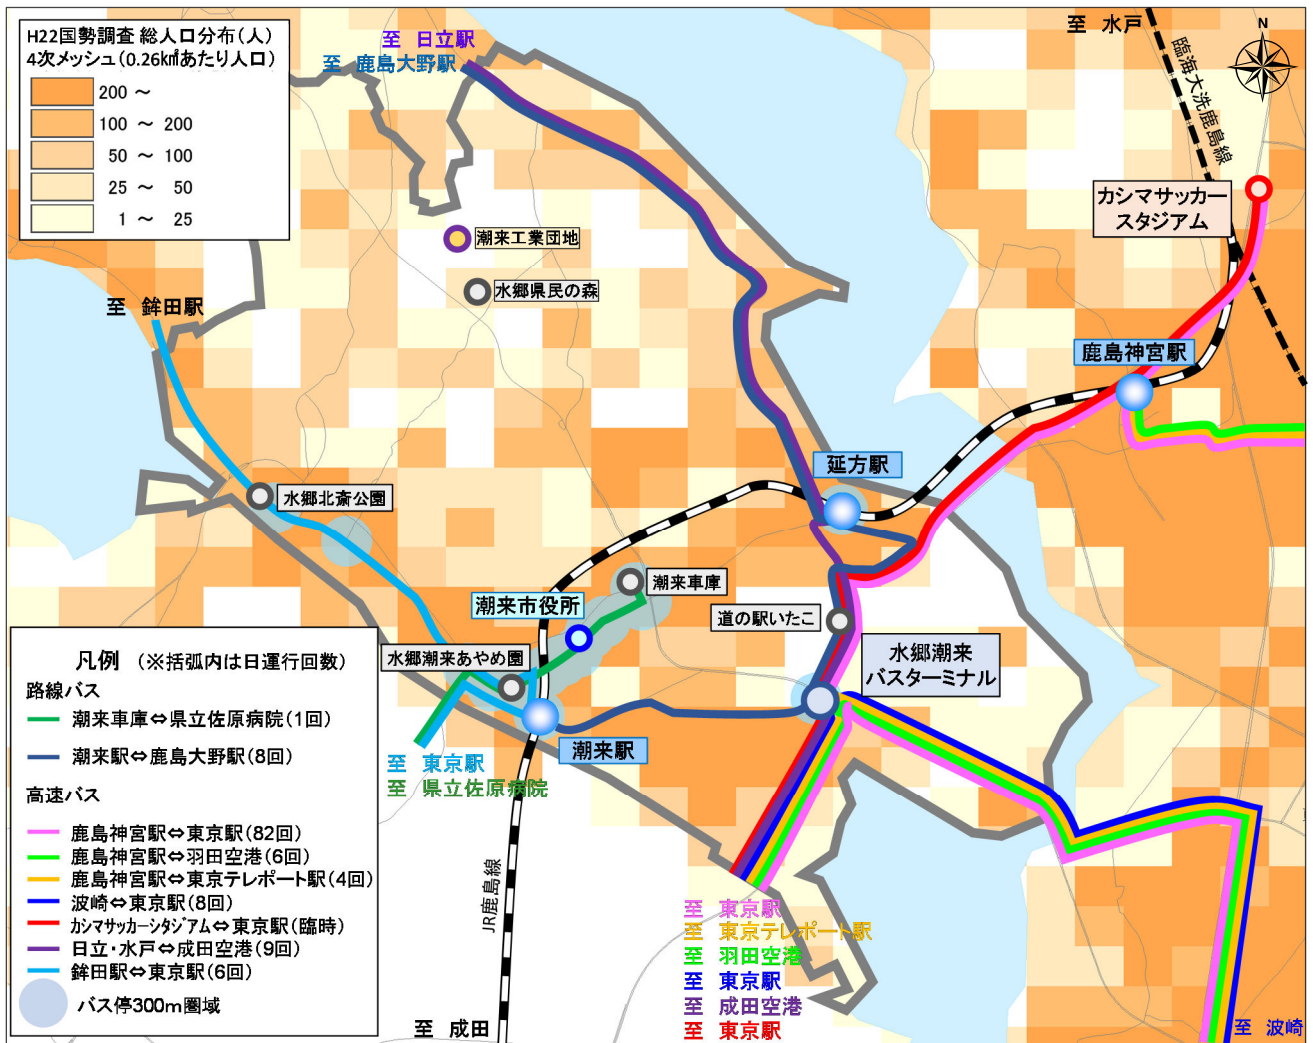 H22国勢調査 総人口分布(人)
4次メッシュ(0.26k㎡あたり人口)
200 ～
100 ～ 200
50 ～ 100
25 ～ 50
1 ～ 25
至 日立駅
至 鹿島大野駅
至 水戸
臨海大洗鹿島線
N
カシマサッカー
スタジアム
潮来工業団地
水郷県民の森
至 鉾田駅
鹿島神宮駅
延方駅
水郷北斎公園
潮来車庫
潮来市役所
道の駅いたこ
水郷潮来あやめ園
水郷潮来
バスターミナル
潮来駅
至 東京駅
至 県立佐原病院
JR鹿島線
至 成田
至 東京駅
至 東京テレポート駅
至 羽田空港
至 東京駅
至 成田空港
至 東京駅
至 波崎
凡例 (※括弧内は日運行回数)
路線バス
潮来車庫⇔県立佐原病院(1回)
潮来駅⇔鹿島大野駅(8回)
高速バス
鹿島神宮駅⇔東京駅(82回)
鹿島神宮駅⇔羽田空港(6回)
鹿島神宮駅⇔東京テレポート駅(4回)
波崎⇔東京駅(8回)
カシマサッカースタジアム⇔東京駅(臨時)
日立・水戸⇔成田空港(9回)
鉾田駅⇔東京駅(6回)
バス停300m圏域